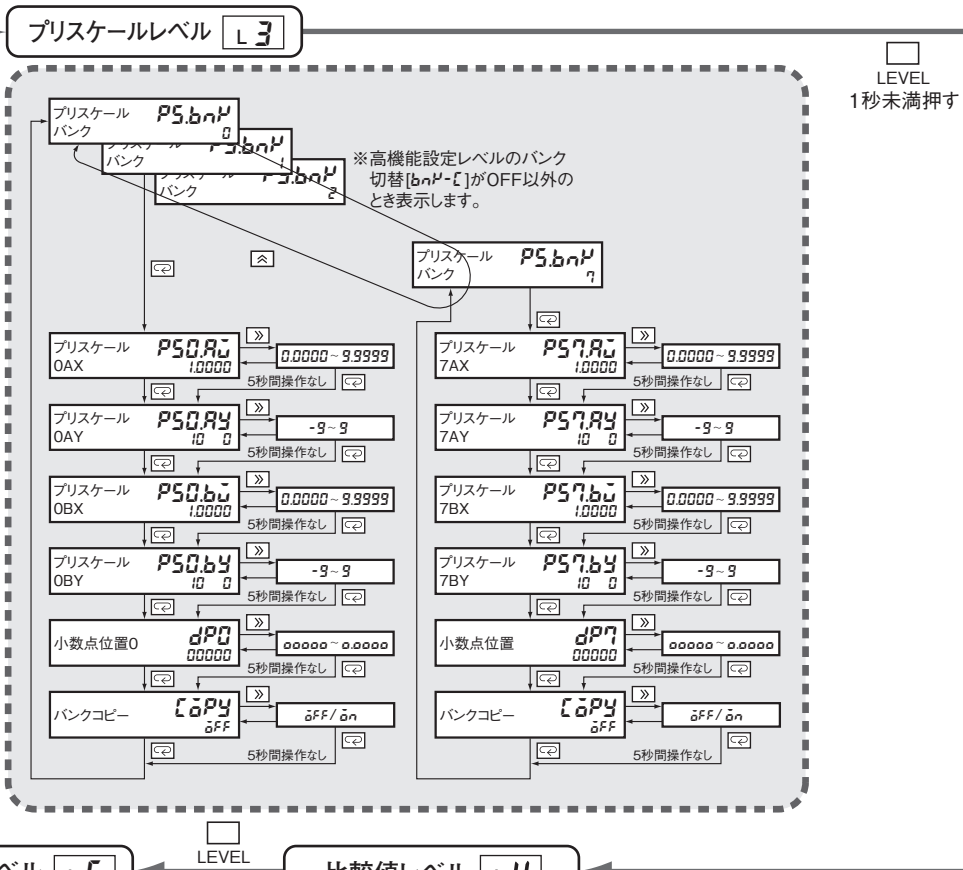 プリスケールレベル L 3
LEVEL
1秒未満押す
プリスケール PS.bnK
バンク 0
バンク 1
バンク 2
※高機能設定レベルのバンク
切替[bnK-C]がOFF以外の
とき表示します。
プリスケール PS.bnK
バンク 7
プリスケール PS0.AX
0AX 1.0000
0.0000~9.9999
5秒間操作なし
プリスケール PS0.AY
0AY 10 0
-9~9
5秒間操作なし
プリスケール PS0.bX
0BX 1.0000
0.0000~9.9999
5秒間操作なし
プリスケール PS0.bY
0BY 10 0
-9~9
5秒間操作なし
小数点位置0 dP0
00000
ooooo~o.oooo
5秒間操作なし
バンクコピー CoPY
oFF
oFF/on
5秒間操作なし
プリスケール PS7.AX
7AX 1.0000
0.0000~9.9999
5秒間操作なし
プリスケール PS7.AY
7AY 10 0
-9~9
5秒間操作なし
プリスケール PS7.bX
7BX 1.0000
0.0000~9.9999
5秒間操作なし
プリスケール PS7.bY
7BY 10 0
-9~9
5秒間操作なし
小数点位置 dP7
00000
ooooo~o.oooo
5秒間操作なし
バンクコピー CoPY
oFF
oFF/on
5秒間操作なし
LEVEL
ベル
比較値レベル